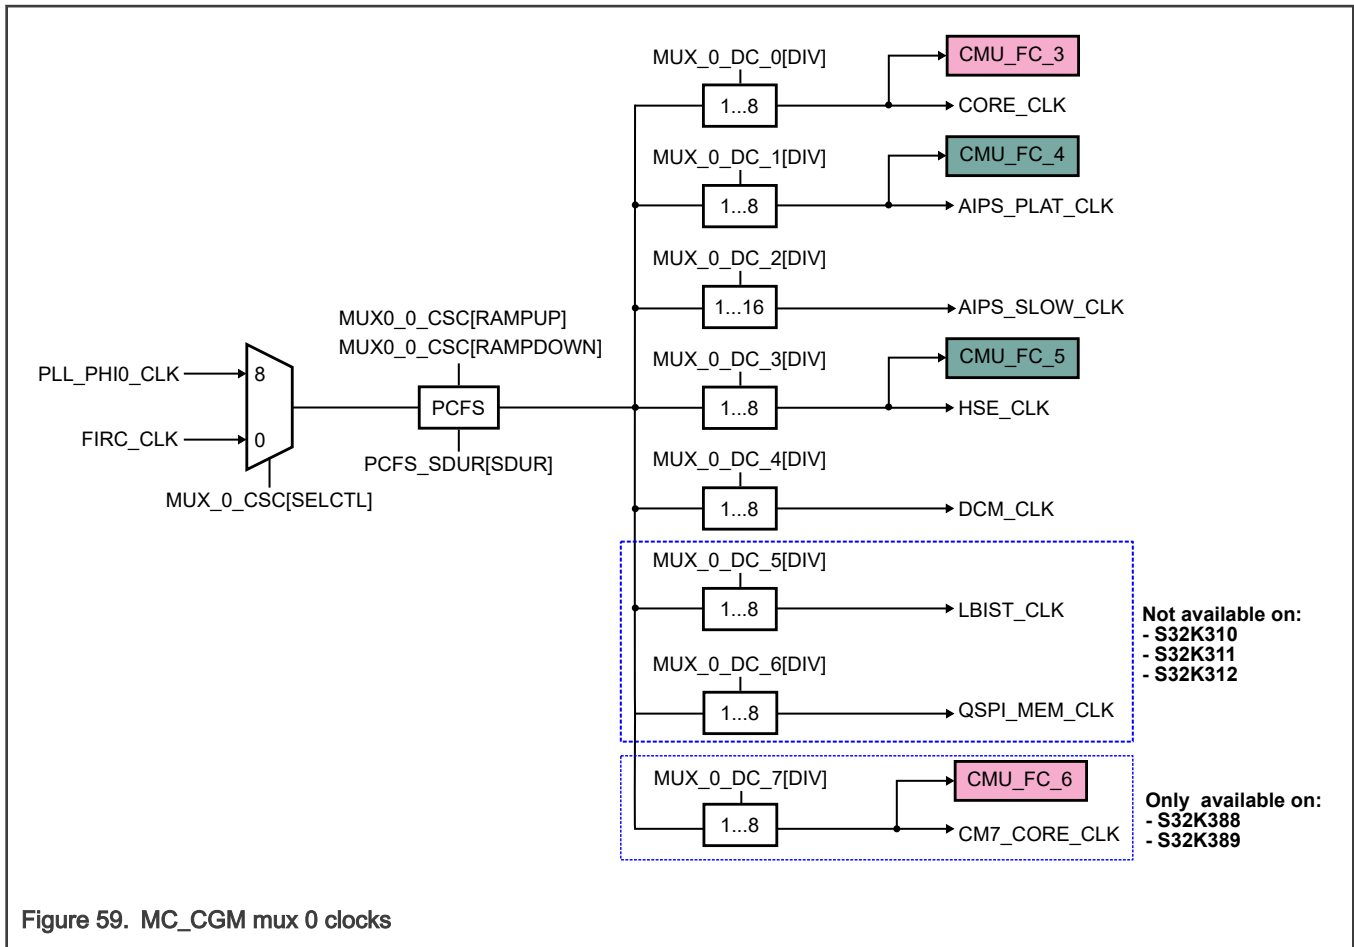 MUX_0_DC_0[DIV]
CMU_FC_3
1...8
CORE_CLK
MUX_0_DC_1[DIV]
CMU_FC_4
1...8
AIPS_PLAT_CLK
MUX_0_DC_2[DIV]
1...16
AIPS_SLOW_CLK
MUX0_0_CSC[RAMPUP]
MUX0_0_CSC[RAMPDOWN]
PLL_PHI0_CLK
8
FIRC_CLK
0
MUX_0_CSC[SELCTL]
PCFS
PCFS_SDUR[SDUR]
MUX_0_DC_3[DIV]
CMU_FC_5
1...8
HSE_CLK
MUX_0_DC_4[DIV]
1...8
DCM_CLK
MUX_0_DC_5[DIV]
1...8
LBIST_CLK
MUX_0_DC_6[DIV]
1...8
QSPI_MEM_CLK
Not available on:
- S32K310
- S32K311
- S32K312
MUX_0_DC_7[DIV]
CMU_FC_6
1...8
CM7_CORE_CLK
Only available on:
- S32K388
- S32K389
Figure 59. MC_CGM mux 0 clocks